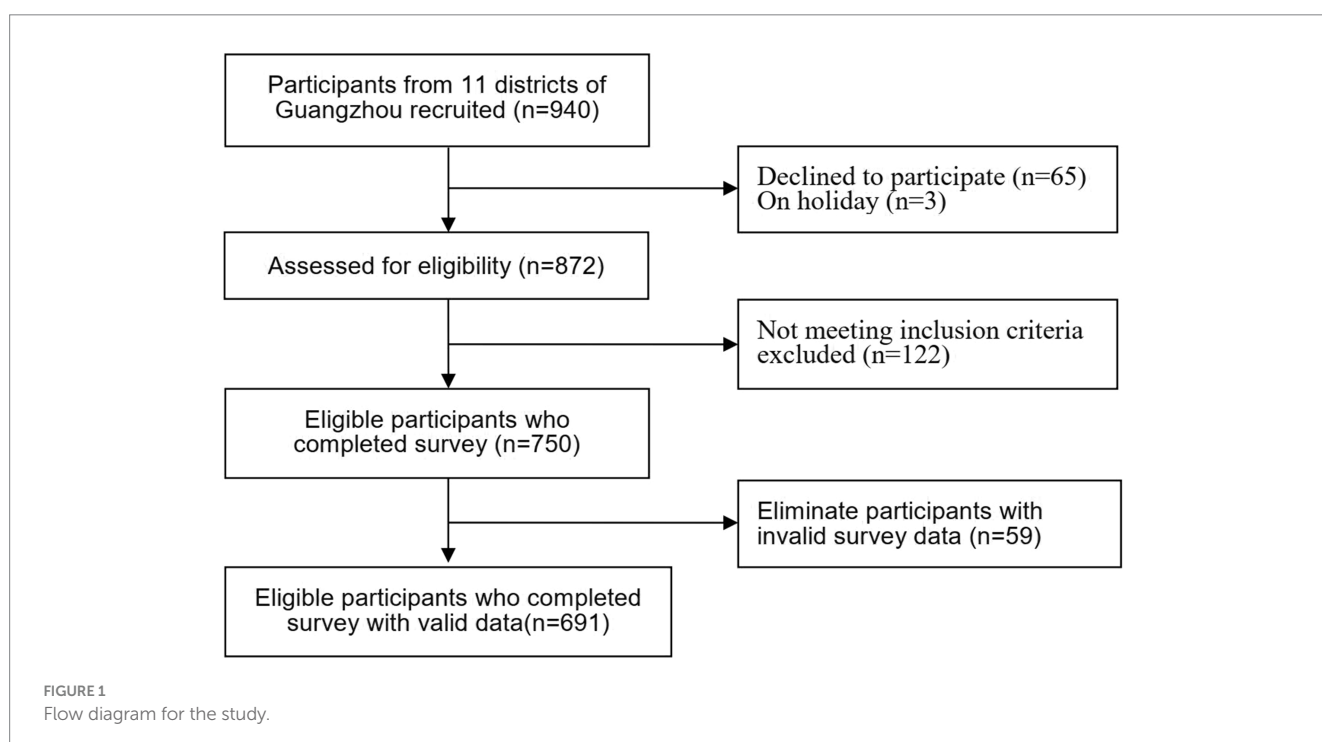 Participants from 11 districts of
Guangzhou recruited (n=940)
Declined to participate (n=65)
On holiday (n=3)
Assessed for eligibility (n=872)
Not meeting inclusion criteria
excluded (n=122)
Eligible participants who
completed survey (n=750)
Eliminate participants with
invalid survey data (n=59)
Eligible participants who completed
survey with valid data(n=691)
FIGURE 1
Flow diagram for the study.